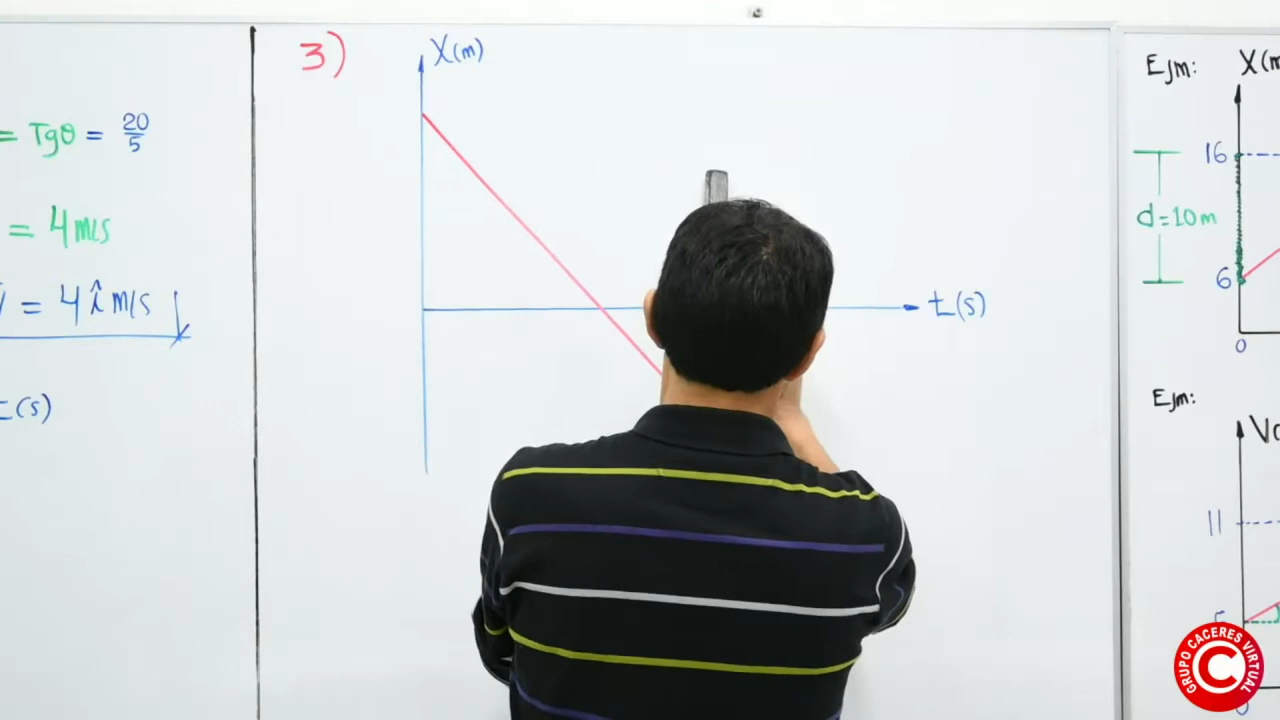 = Tgθ = 20/5
= 4 m/s
= 4 î m/s
t(s)
3)
X(m)
t(s)
Ejm:
16
d=10m
6
0
Ejm:
11
GRUPO CACERES VIRTUAL
C